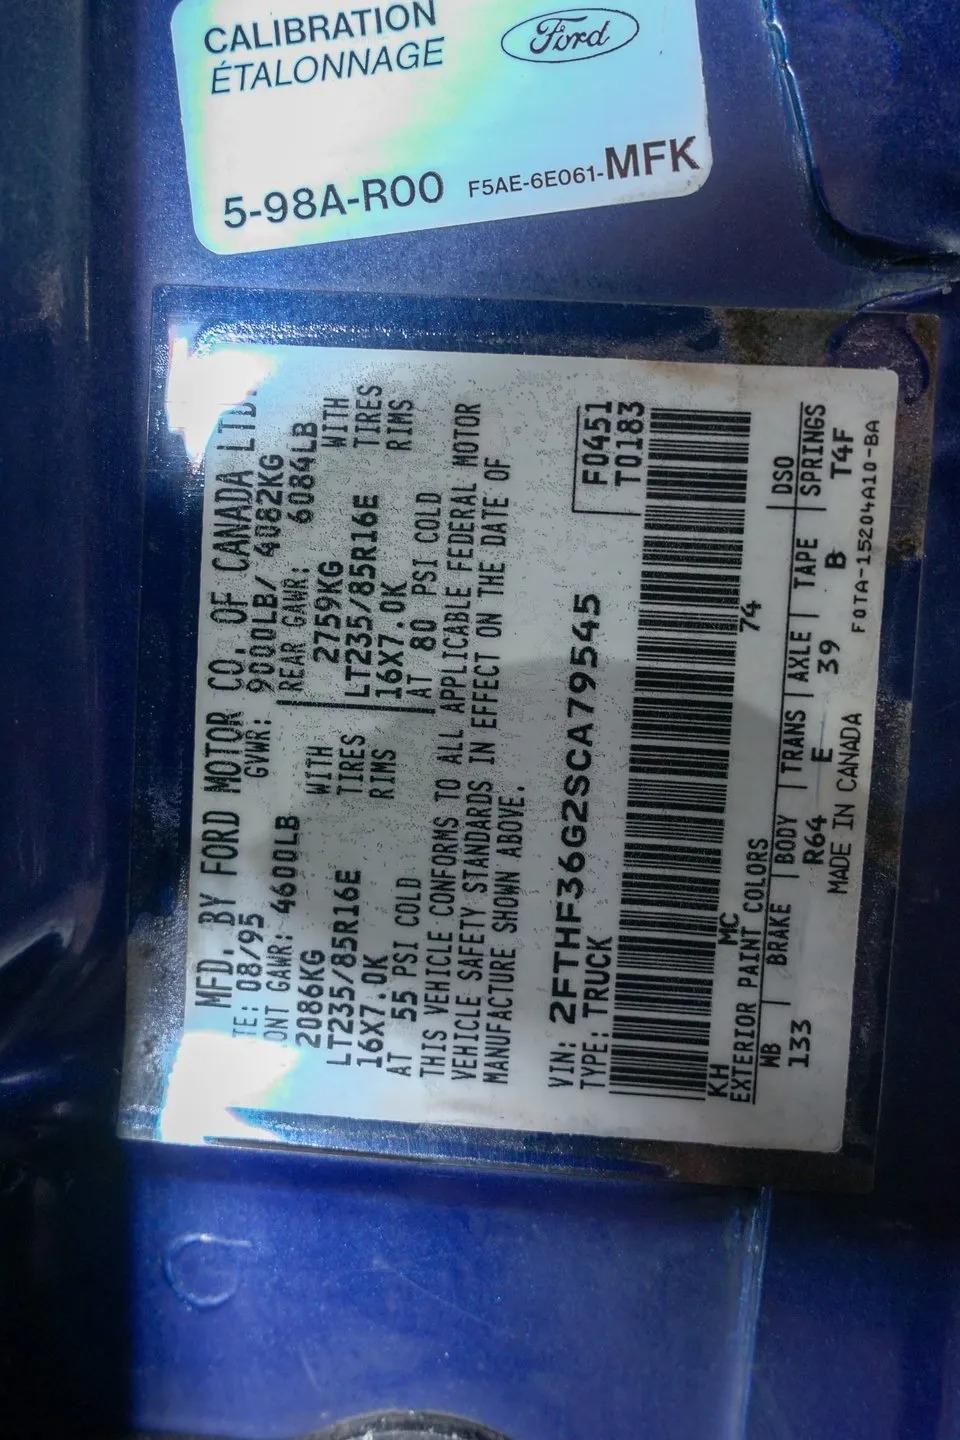 CALIBRATION
ÉTALONNAGE
Ford
5-98A-R00 F5AE-6E061-MFK
MFD. BY FORD MOTOR CO. OF CANADA LTD.
TE: 08/95 GVWR: 9000LB/ 4082KG
ONT GAWR: 4600LB REAR GAWR: 6084LB
2086KG WITH 2759KG WITH
LT235/85R16E TIRES LT235/85R16E TIRES
16X7.0K RIMS 16X7.0K RIMS
AT 55 PSI COLD AT 80 PSI COLD
THIS VEHICLE CONFORMS TO ALL APPLICABLE FEDERAL MOTOR
VEHICLE SAFETY STANDARDS IN EFFECT ON THE DATE OF
MANUFACTURE SHOWN ABOVE.
VIN: 2FTHF36G2SCA79545 F0451
TYPE: TRUCK T0183
KH MC 74
EXTERIOR PAINT COLORS DSO
WB BRAKE BODY TRANS AXLE TAPE SPRINGS
133 R64 E 39 B T4F
MADE IN CANADA F0TA-15204A10-BA